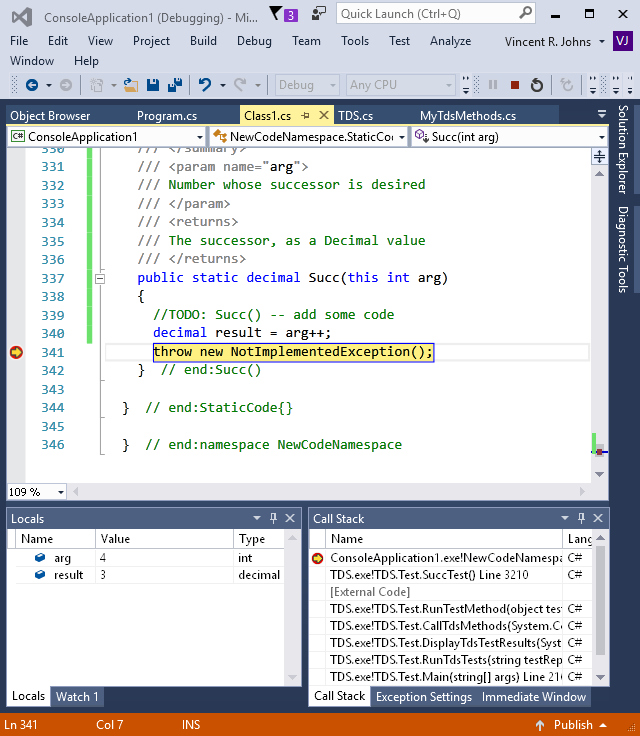 ConsoleApplication1 (Debugging) - Mi...
3
Quick Launch (Ctrl+Q)
File Edit View Project Build Debug Team Tools Test Analyze
Vincent R. Johns VJ
Window Help
Debug Any CPU
Object Browser Program.cs Class1.cs TDS.cs MyTdsMethods.cs
C# ConsoleApplication1 NewCodeNamespace.StaticCo Succ(int arg)
330 /// </summary>
331 /// <param name="arg">
332 /// Number whose successor is desired
333 /// </param>
334 /// <returns>
335 /// The successor, as a Decimal value
336 /// </returns>
337 public static decimal Succ(this int arg)
338 {
339 //TODO: Succ() -- add some code
340 decimal result = arg++;
341 throw new NotImplementedException();
342 } // end:Succ()
343
344 } // end:StaticCode{}
345
346 } // end:namespace NewCodeNamespace
109 %
Solution Explorer
Diagnostic Tools
Locals
Name Value Type
arg 4 int
result 3 decimal
Locals Watch 1
Call Stack
Name Lang
ConsoleApplication1.exe!NewCodeNamespa C#
TDS.exe!TDS.Test.SuccTest() Line 3210 C#
[External Code]
TDS.exe!TDS.Test.RunTestMethod(object test C#
TDS.exe!TDS.Test.CallTdsMethods(System.Co C#
TDS.exe!TDS.Test.DisplayTdsTestResults(Syst C#
TDS.exe!TDS.Test.RunTdsTests(string testRep C#
TDS.exe!TDS.Test.Main(string[] args) Line 216 C#
Call Stack Exception Settings Immediate Window
Ln 341 Col 7 INS Publish